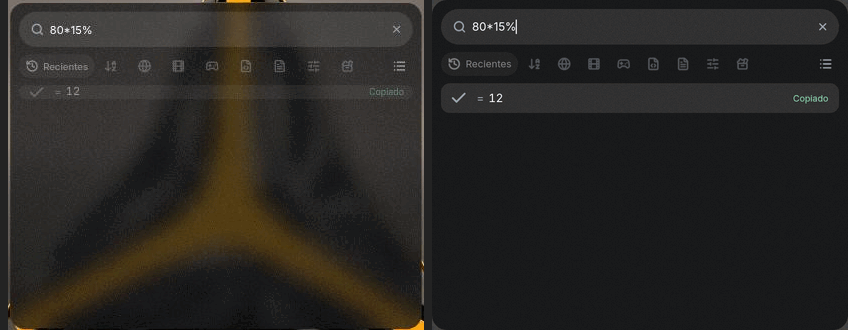 80*15%
Recientes
= 12 Copiado
80*15%
Recientes
= 12 Copiado